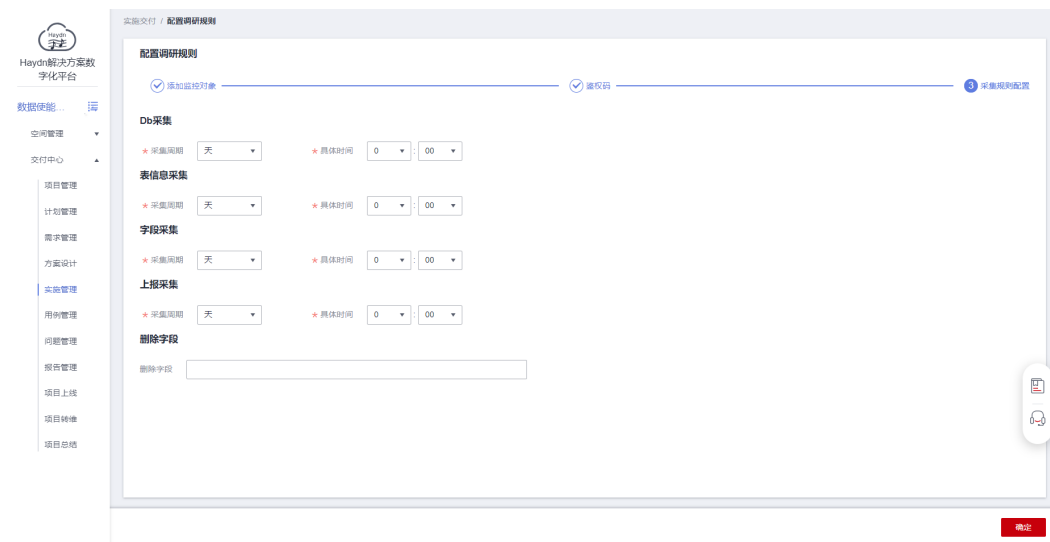 实施交付 / 配置调研规则
Haydn
Haydn解决方案数
字化平台
数据使能...
空间管理
交付中心
项目管理
计划管理
需求管理
方案设计
实施管理
用例管理
问题管理
报告管理
项目上线
项目转维
项目总结
配置调研规则
添加监控对象
鉴权码
3 采集规则配置
Db采集
* 采集周期 天 * 具体时间 0 : 00
表信息采集
* 采集周期 天 * 具体时间 0 : 00
字段采集
* 采集周期 天 * 具体时间 0 : 00
上报采集
* 采集周期 天 * 具体时间 0 : 00
删除字段
删除字段
确定